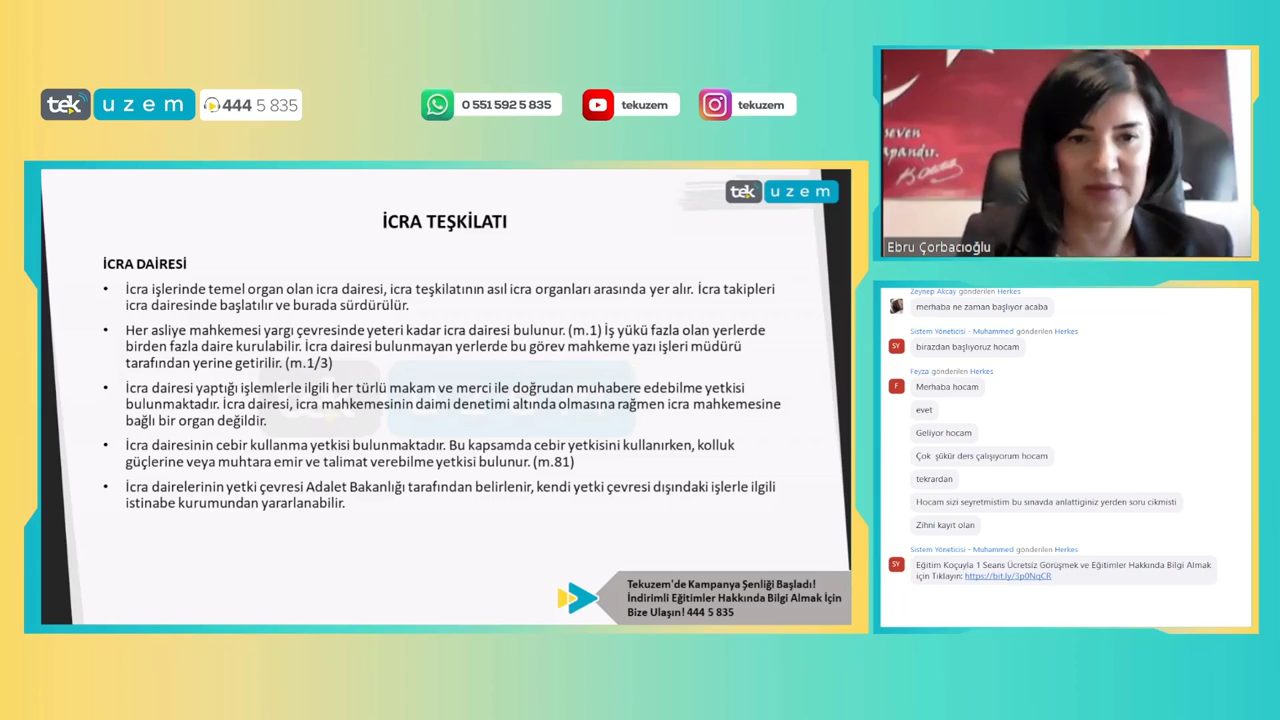 tek uzem 444 5 835
0 551 592 5 835
tekuzem
tekuzem
tek uzem
İCRA TEŞKİLATI
İCRA DAİRESİ
• İcra işlerinde temel organ olan icra dairesi, icra teşkilatının asıl icra organları arasında yer alır. İcra takipleri
icra dairesinde başlatılır ve burada sürdürülür.
• Her asliye mahkemesi yargı çevresinde yeteri kadar icra dairesi bulunur. (m.1) İş yükü fazla olan yerlerde
birden fazla daire kurulabilir. İcra dairesi bulunmayan yerlerde bu görev mahkeme yazı işleri müdürü
tarafından yerine getirilir. (m.1/3)
• İcra dairesi yaptığı işlemlerle ilgili her türlü makam ve merci ile doğrudan muhabere edebilme yetkisi
bulunmaktadır. İcra dairesi, icra mahkemesinin daimi denetimi altında olmasına rağmen icra mahkemesine
bağlı bir organ değildir.
• İcra dairesinin cebir kullanma yetkisi bulunmaktadır. Bu kapsamda cebir yetkisini kullanırken, kolluk
güçlerine veya muhtara emir ve talimat verebilme yetkisi bulunur. (m.81)
• İcra dairelerinin yetki çevresi Adalet Bakanlığı tarafından belirlenir, kendi yetki çevresi dışındaki işlerle ilgili
istinabe kurumundan yararlanabilir.
Tekuzem'de Kampanya Şenliği Başladı!
İndirimli Eğitimler Hakkında Bilgi Almak İçin
Bize Ulaşın! 444 5 835
seven
apandır.
Ebru Çorbacıoğlu
Zeynep Akcay gönderilen Herkes
merhaba ne zaman başlıyor acaba
Sistem Yöneticisi - Muhammed gönderilen Herkes
SY birazdan başlıyoruz hocam
Feyza gönderilen Herkes
F Merhaba hocam
evet
Geliyor hocam
Çok şükür ders çalışıyorum hocam
tekrardan
Hocam sizi seyretmistim bu sınavda anlattiginiz yerden soru cikmisti
Zihni kayıt olan
Sistem Yöneticisi - Muhammed gönderilen Herkes
SY Eğitim Koçuyla 1 Seans Ücretsiz Görüşmek ve Eğitimler Hakkında Bilgi Almak
için Tıklayın: https://bit.ly/3p0NqCR